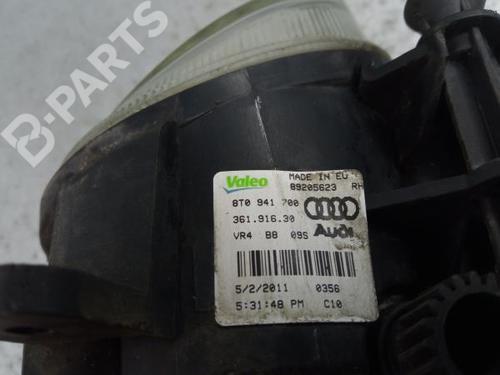 B-PARTS
Valeo
MADE IN EU
89205623 RH
8T0 941 700
361.916.30
Audi
VR4 B8 09S
5/2/2011 0356
5:31:48 PM C10